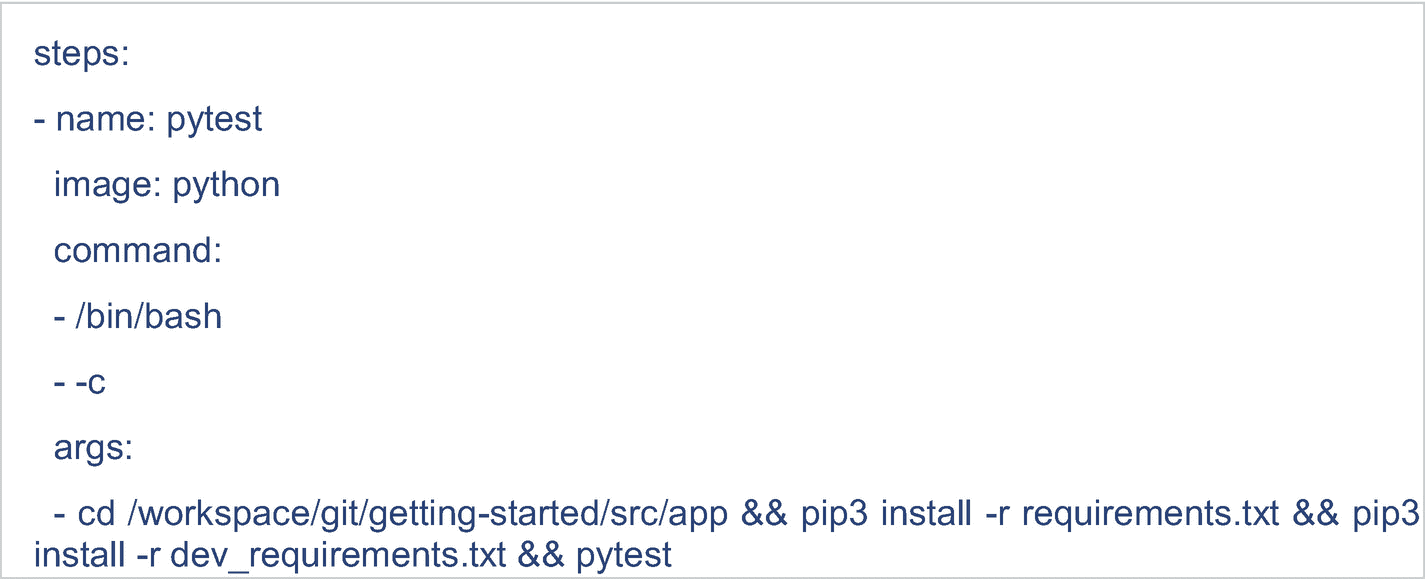 steps:
- name: pytest
image: python
command:
- /bin/bash
- -c
args:
- cd /workspace/git/getting-started/src/app && pip3 install -r requirements.txt && pip3
install -r dev_requirements.txt && pytest